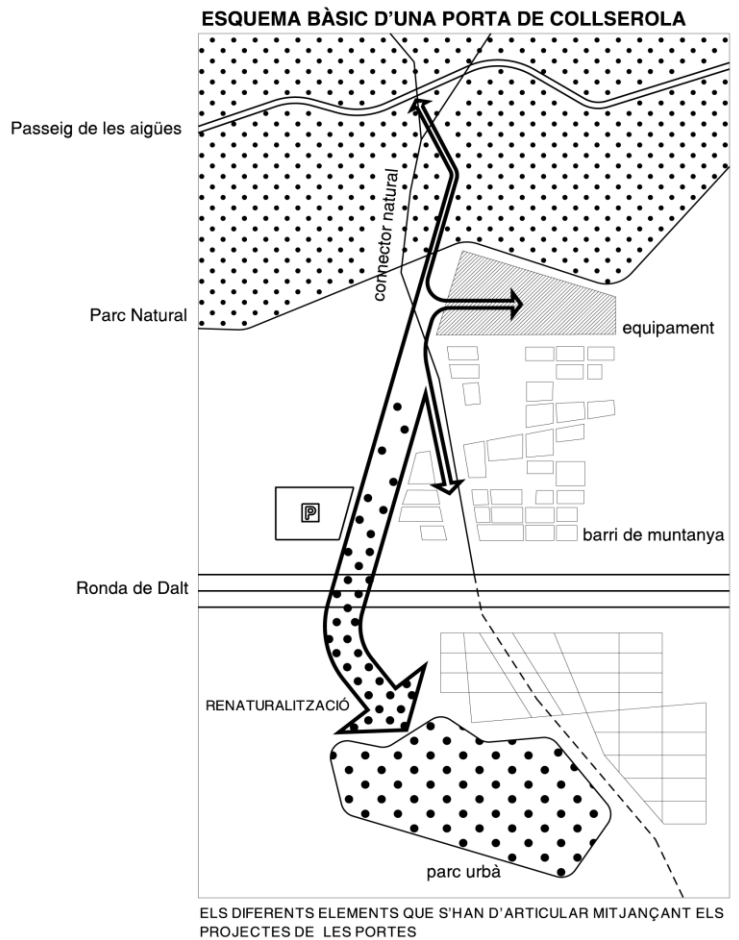 ESQUEMA BÀSIC D'UNA PORTA DE COLLSEROLA
Passeig de les aigües
connector natural
Parc Natural
equipament
P
barri de muntanya
Ronda de Dalt
RENATURALITZACIÓ
parc urbà
ELS DIFERENTS ELEMENTS QUE S'HAN D'ARTICULAR MITJANÇANT ELS
PROJECTES DE LES PORTES